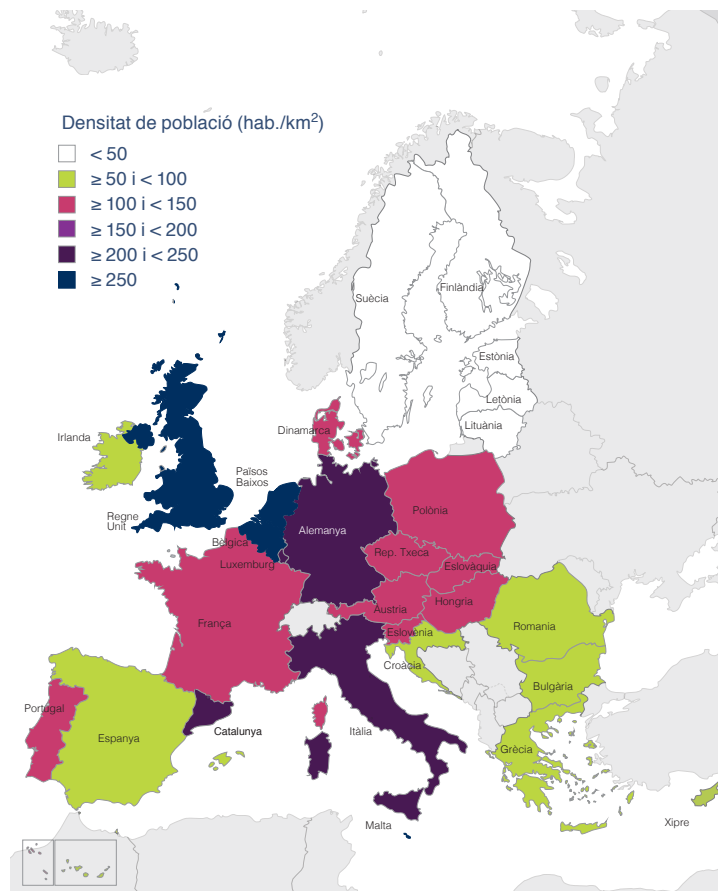 Densitat de població (hab./km²)
< 50
≥ 50 i < 100
≥ 100 i < 150
≥ 150 i < 200
≥ 200 i < 250
≥ 250
Suècia
Finlàndia
Estònia
Letònia
Lituània
Dinamarca
Irlanda
Països
Baixos
Regne
Unit
Polònia
Alemanya
Bèlgica
Rep. Txeca
Luxemburg
Eslovàquia
Hongria
Àustria
França
Romania
Eslovènia
Croàcia
Bulgària
Portugal
Catalunya
Itàlia
Espanya
Grècia
Malta
Xipre